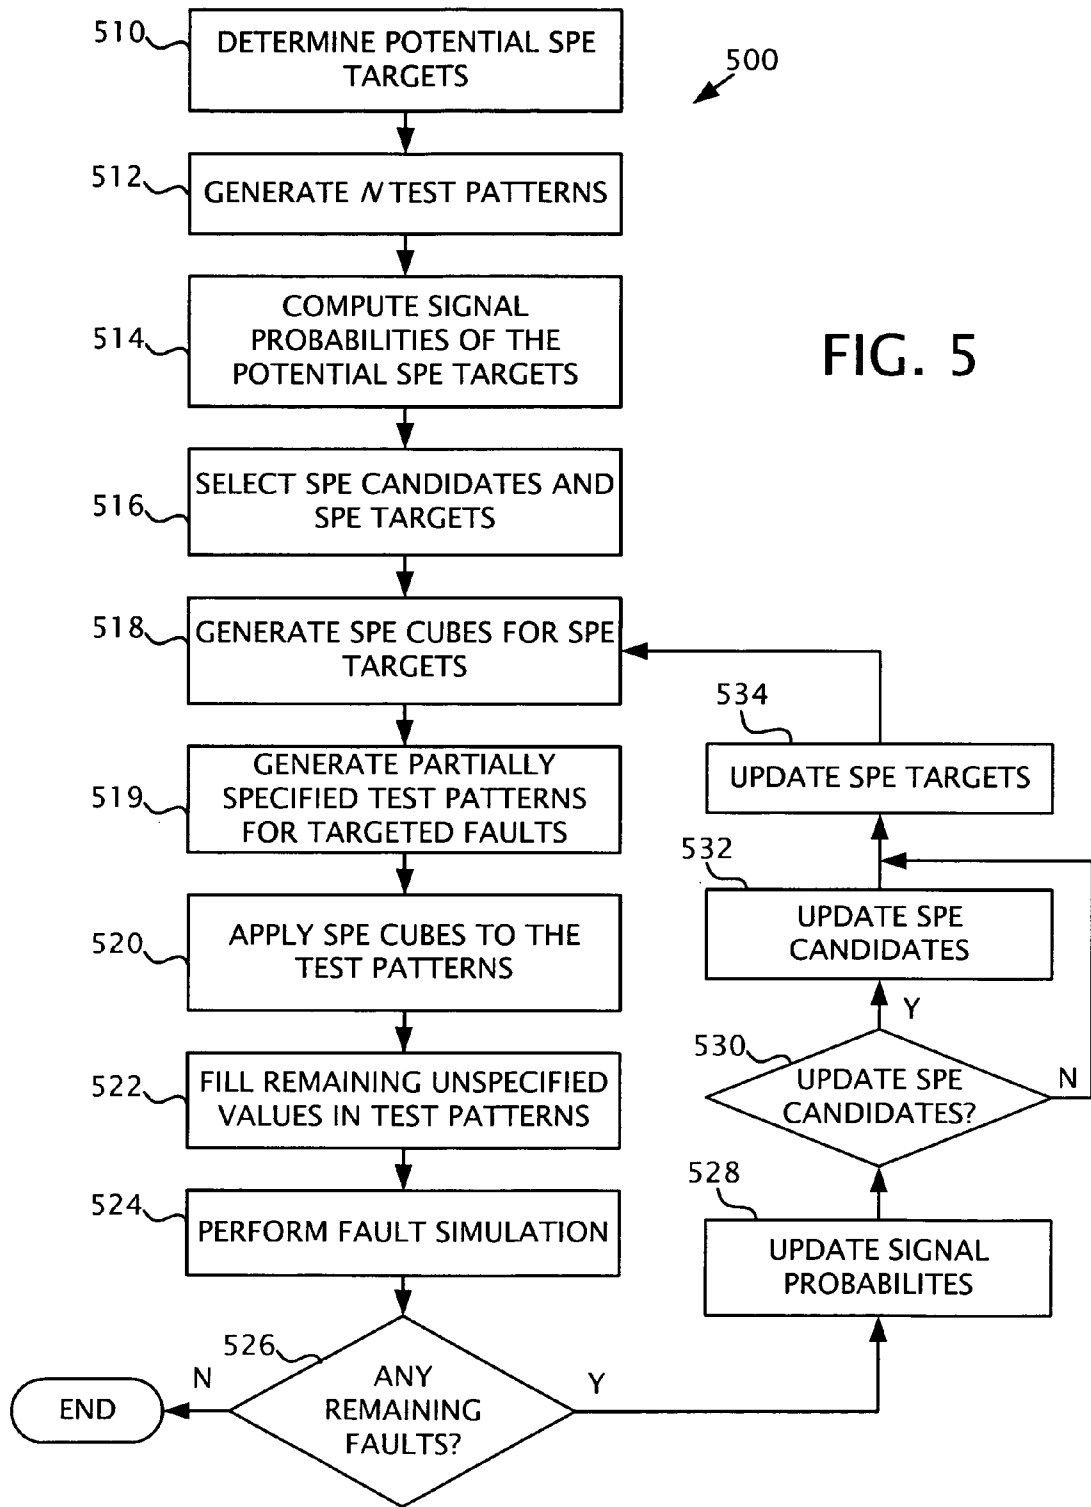 510
DETERMINE POTENTIAL SPE
TARGETS
500
512
GENERATE N TEST PATTERNS
514
COMPUTE SIGNAL
PROBABILITIES OF THE
POTENTIAL SPE TARGETS
FIG. 5
516
SELECT SPE CANDIDATES AND
SPE TARGETS
518
GENERATE SPE CUBES FOR SPE
TARGETS
519
GENERATE PARTIALLY
SPECIFIED TEST PATTERNS
FOR TARGETED FAULTS
520
APPLY SPE CUBES TO THE
TEST PATTERNS
522
FILL REMAINING UNSPECIFIED
VALUES IN TEST PATTERNS
524
PERFORM FAULT SIMULATION
526
ANY
REMAINING
FAULTS?
N
END
Y
528
UPDATE SIGNAL
PROBABILITES
530
UPDATE SPE
CANDIDATES?
N
Y
532
UPDATE SPE
CANDIDATES
534
UPDATE SPE TARGETS